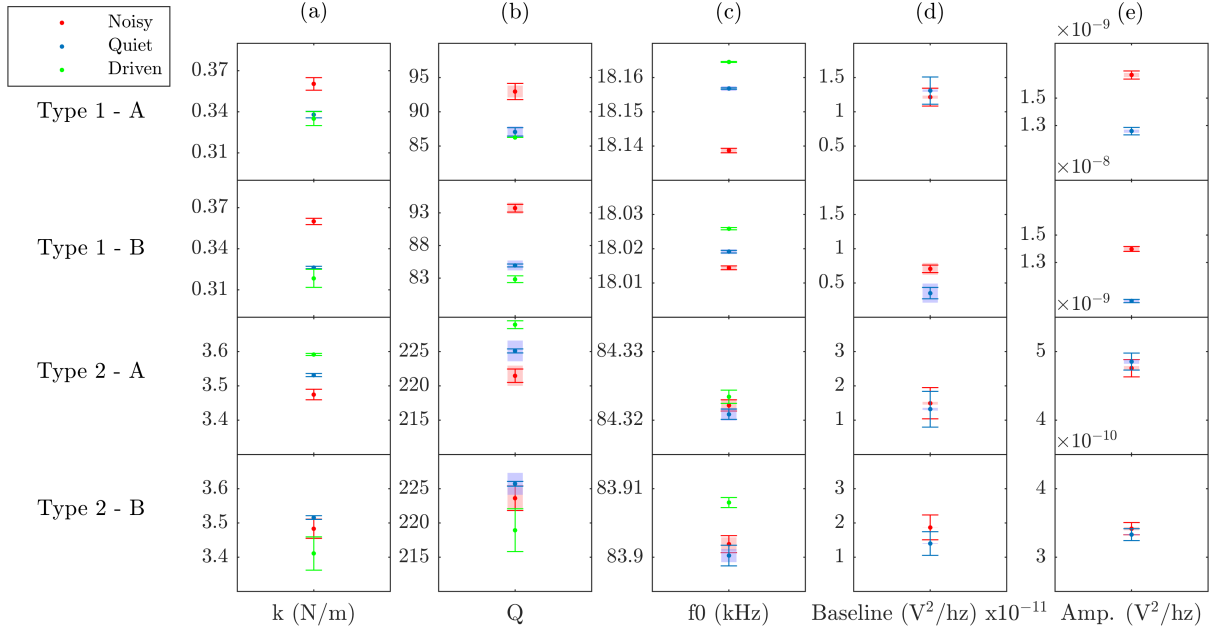 (a) (b) (c) (d) (e)
Noisy
Quiet
Driven
×10⁻⁹
Type 1 - A
0.37 95 18.16 1.5 1.5
0.34 90 18.15 1 1.3
0.31 85 18.14 0.5
×10⁻⁸
Type 1 - B
0.37 93 18.03 1.5 1.5
0.34 88 18.02 1 1.3
0.31 83 18.01 0.5
×10⁻⁹
Type 2 - A
3.6 225 84.33 3 5
3.5 220 2
3.4 215 84.32 1 4
×10⁻¹⁰
Type 2 - B
3.6 225 83.91 3 4
3.5 220 2
3.4 215 83.9 1 3
k (N/m) Q f0 (kHz) Baseline (V²/hz) x10⁻¹¹ Amp. (V²/hz)